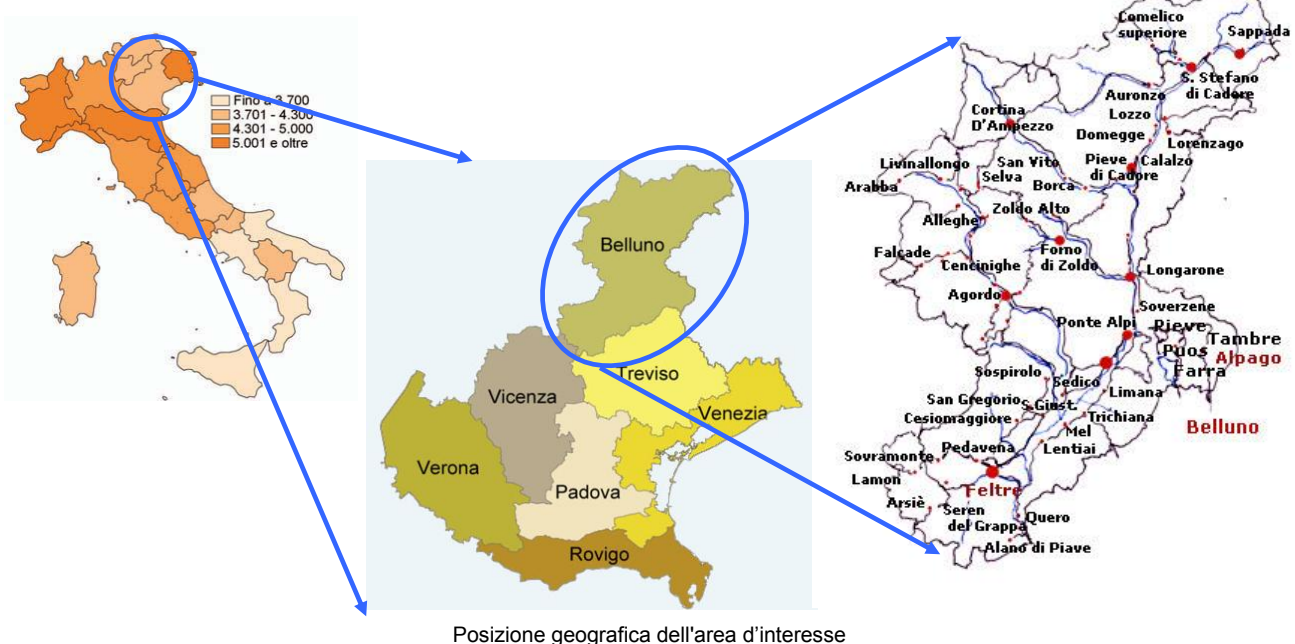 Fino a 3.700
3.701 - 4.300
4.301 - 5.000
5.001 e oltre
Belluno
Treviso
Vicenza
Venezia
Verona
Padova
Rovigo
Comelico
superiore
Sappada
S. Stefano
di Cadore
Auronzo
Cortina
D'Ampezzo
Lozzo
Domegge
Lorenzago
Livinallongo
San Vito
Pieve
di Cadore
Calalzo
Selva
Arabba
Borca
Alleghe
Zoldo Alto
Falçade
Forno
di Zoldo
Cencinighe
Longarone
Agordo
Soverzene
Ponte Alpi
Pieve
Tambre
Puos
Alpago
Farra
Sospirolo
Sedico
Limana
San Gregorio
S.Giust.
Cesiomaggiore
Trichiana
Mel
Belluno
Lentiai
Pedavena
Sovramonte
Lamon
Feltre
Arsiè
Seren
del Grappa
Quero
Alano di Piave
Posizione geografica dell'area d'interesse